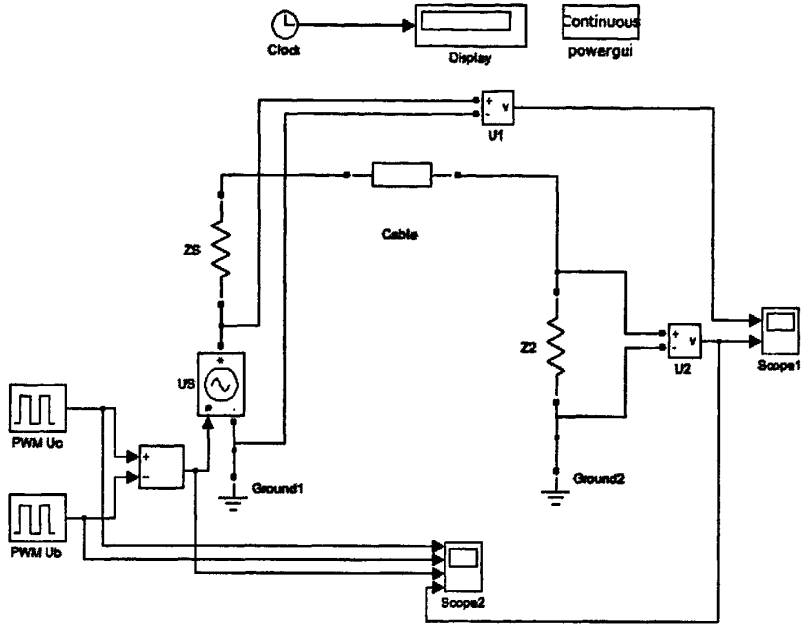 Continuous
Clock
Display
powergui
+
v
-
U1
Cable
ZS
+
v
-
Z2
U2
Scope1
US
PWM Uc
+
-
Ground1
Ground2
PWM Ub
Scope2